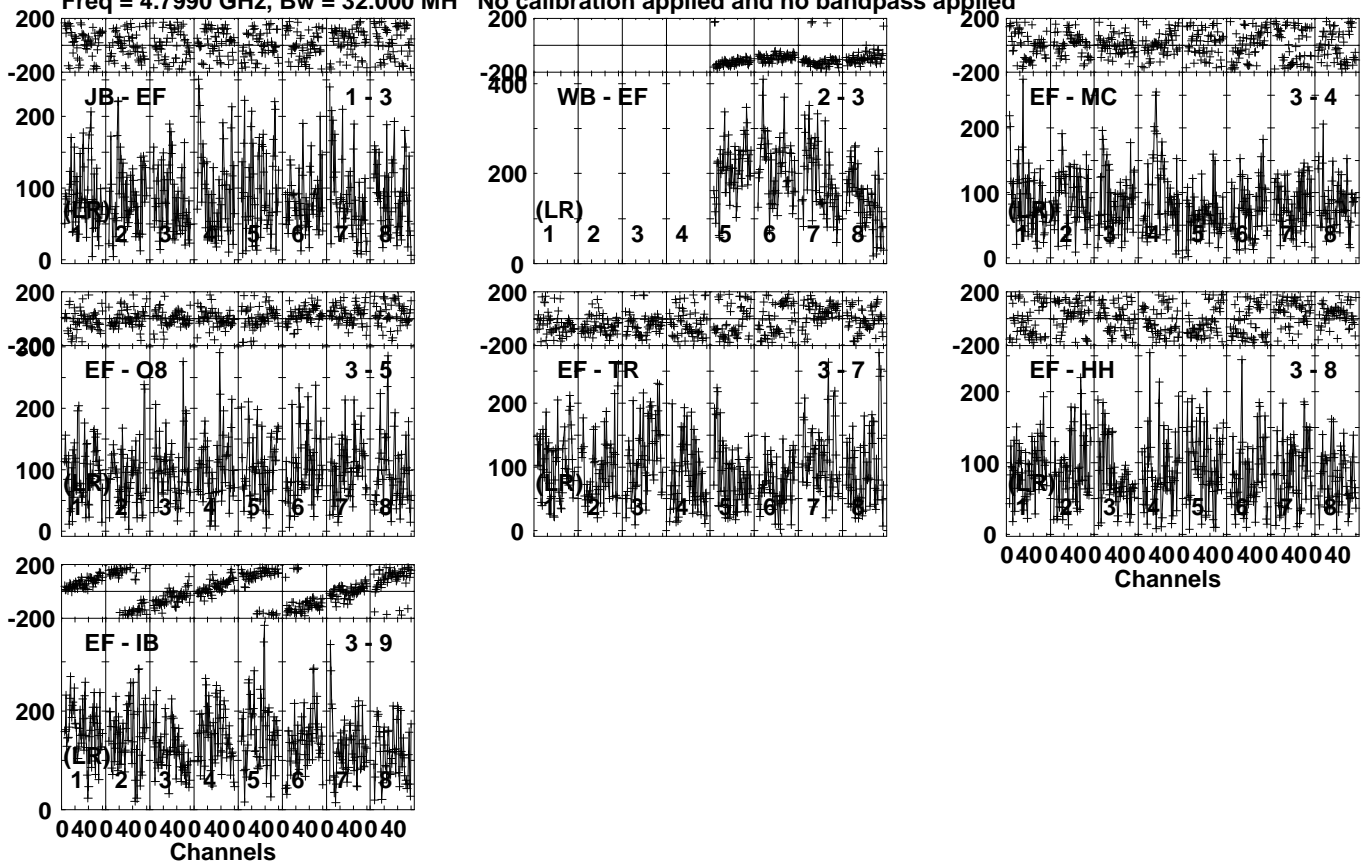 Freq = 4.7990 GHz, Bw = 32.000 MH No calibration applied and no bandpass applied
200
-200
JB - EF 1 - 3
200
100
0
(LR)
1 2 3 4 5 6 7 8
200
-200
400
WB - EF 2 - 3
200
0
(LR)
1 2 3 4 5 6 7 8
200
-200
EF - MC 3 - 4
200
100
0
(LR)
1 2 3 4 5 6 7 8
200
-200
300
EF - O8 3 - 5
200
100
0
(LR)
1 2 3 4 5 6 7 8
200
-200
EF - TR 3 - 7
200
100
0
(LR)
1 2 3 4 5 6 7 8
200
-200
EF - HH 3 - 8
200
100
0
(LR)
1 2 3 4 5 6 7 8
0 40 0 40 0 40 0 40 0 40 0 40 0 40 0 40
Channels
200
-200
EF - IB 3 - 9
200
0
(LR)
1 2 3 4 5 6 7 8
0 40 0 40 0 40 0 40 0 40 0 40 0 40 0 40
Channels